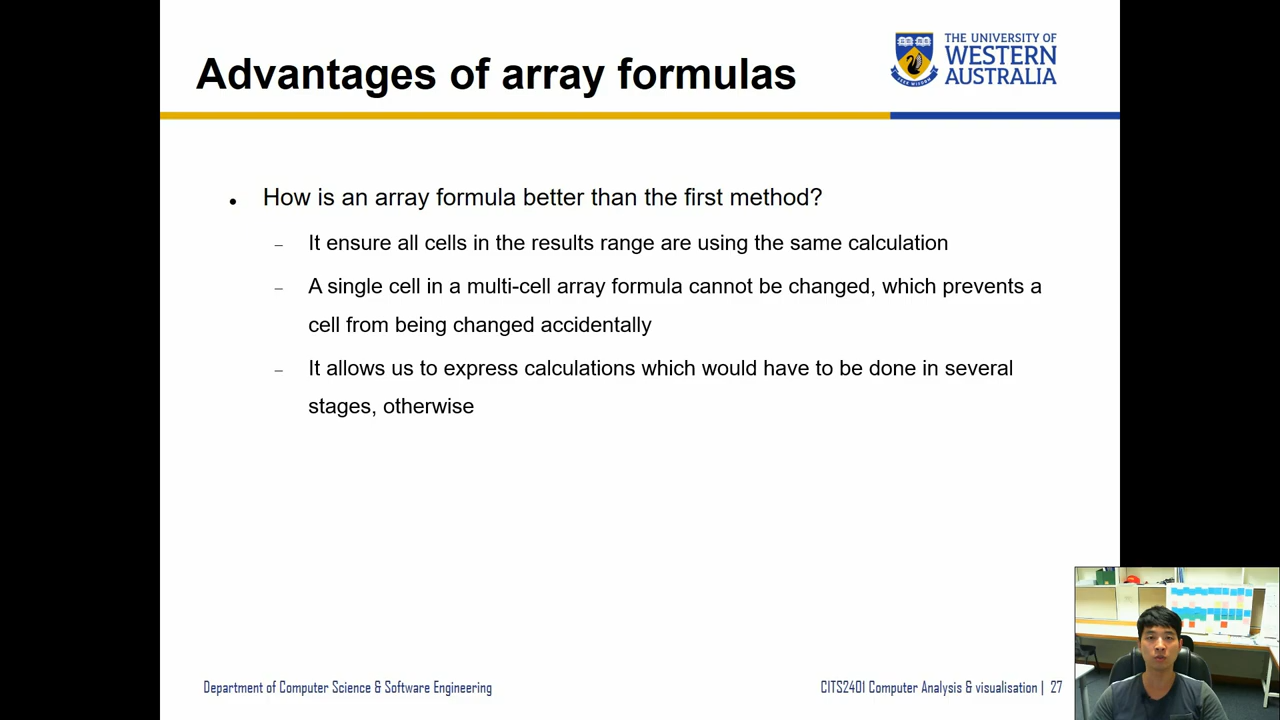 Advantages of array formulas
THE UNIVERSITY OF
WESTERN
AUSTRALIA
• How is an array formula better than the first method?
– It ensure all cells in the results range are using the same calculation
– A single cell in a multi-cell array formula cannot be changed, which prevents a
cell from being changed accidentally
– It allows us to express calculations which would have to be done in several
stages, otherwise
Department of Computer Science & Software Engineering
CITS2401 Computer Analysis & visualisation | 27